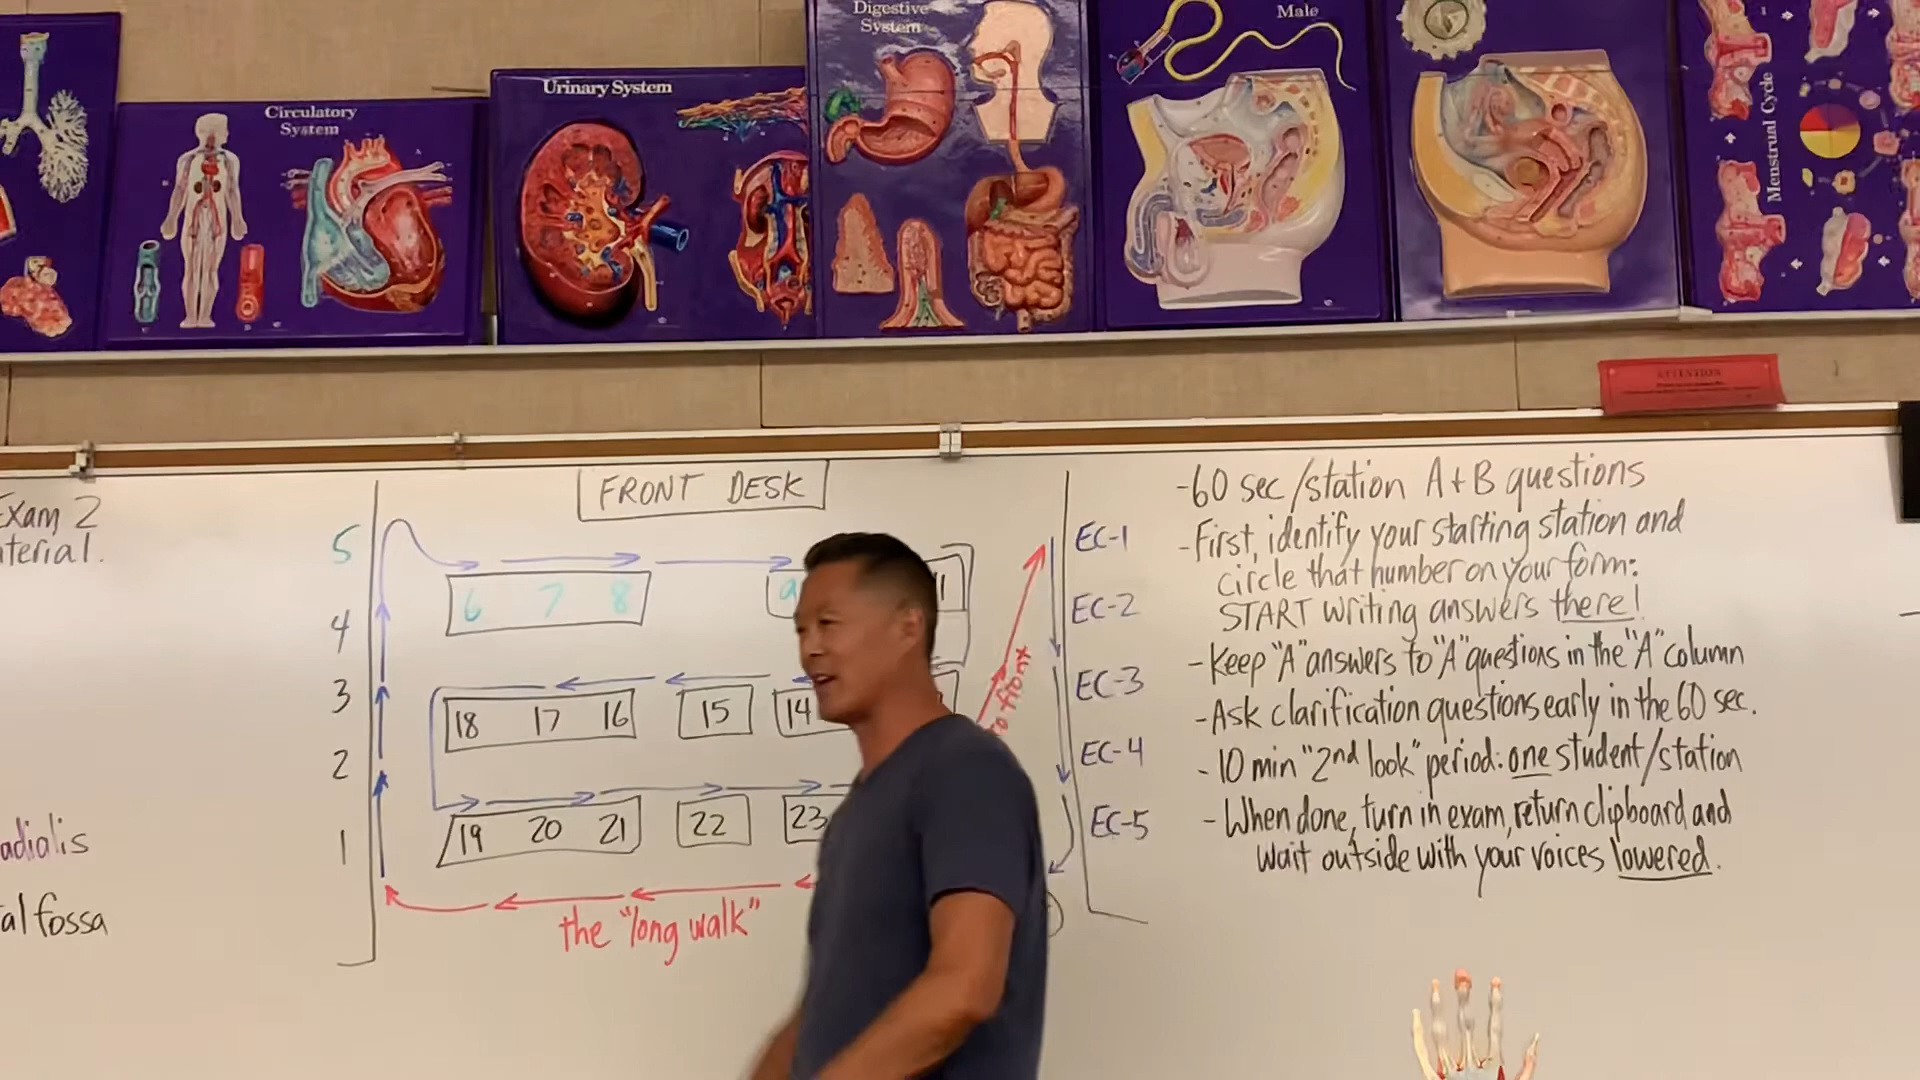 Circulatory
System
Urinary System
Digestive
System
Male
Menstrual Cycle
ATTENTION
Exam 2
aterial.
adialis
al fossa
FRONT DESK
5
4
3
2
1
6 7 8
9
11
18 17 16
15
14
19 20 21
22
23
the "long walk"
to front
EC-1
EC-2
EC-3
EC-4
EC-5
-60 sec/station A+B questions
-First, identify your starting station and
circle that number on your form:
START writing answers there!
-Keep "A" answers to "A" questions in the "A" column
-Ask clarification questions early in the 60 sec.
-10 min "2nd look" period: one student/station
-When done, turn in exam, return clipboard and
wait outside with your voices lowered.